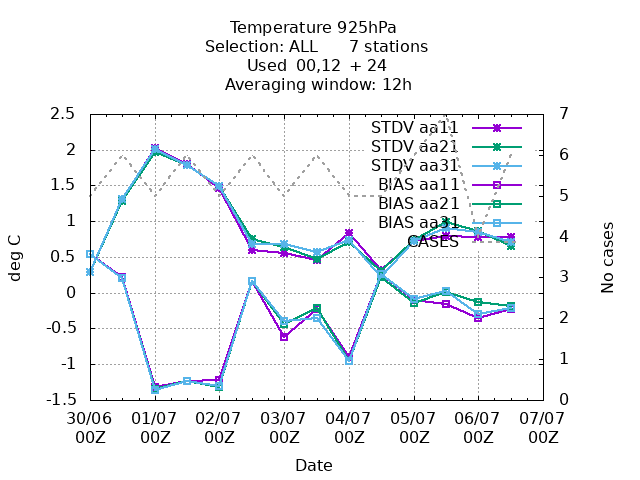 Temperature 925hPa
Selection: ALL      7 stations
Used  00,12  + 24
Averaging window: 12h
deg C
No cases
2.5
2
1.5
1
0.5
0
-0.5
-1
-1.5
7
6
5
4
3
2
1
0
STDV aa11
STDV aa21
STDV aa31
BIAS aa11
BIAS aa21
BIAS aa31
CASES
30/06 01/07 02/07 03/07 04/07 05/07 06/07 07/07
00Z 00Z 00Z 00Z 00Z 00Z 00Z 00Z
Date